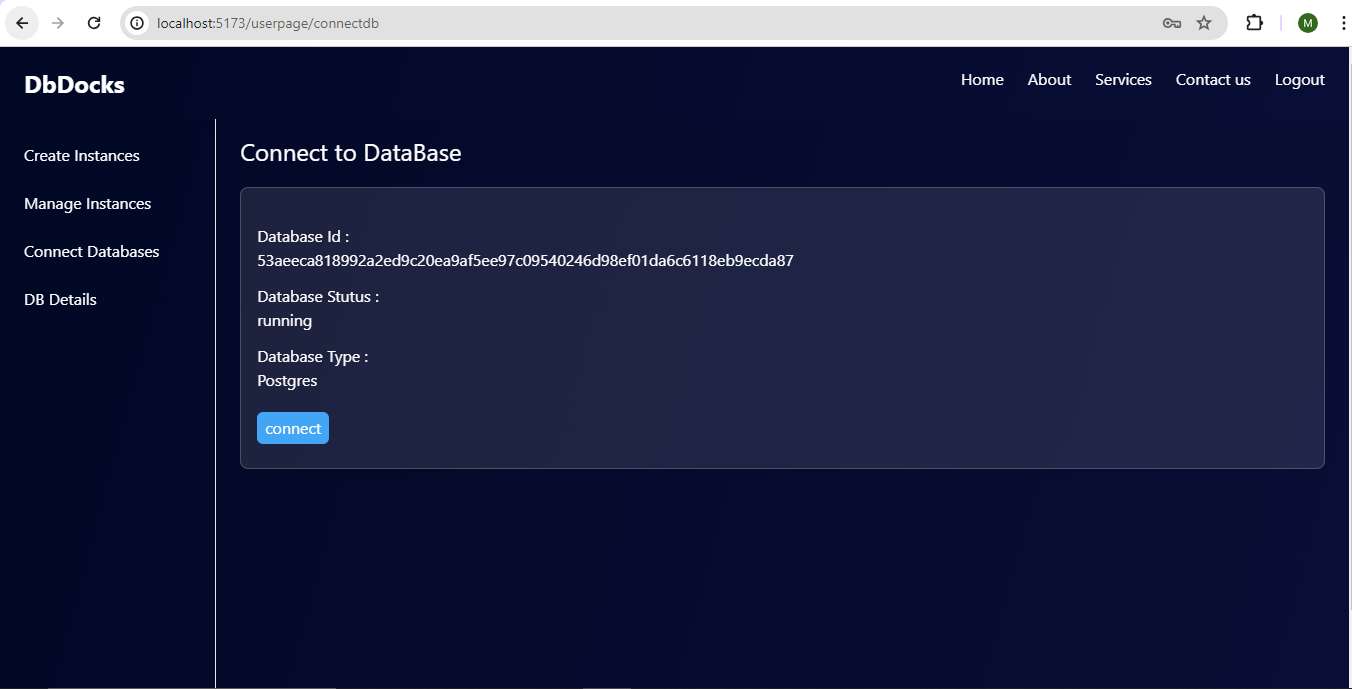 localhost:5173/userpage/connectdb
M
DbDocks
Home About Services Contact us Logout
Create Instances
Manage Instances
Connect Databases
DB Details
Connect to DataBase
Database Id :
53aeeca818992a2ed9c20ea9af5ee97c09540246d98ef01da6c6118eb9ecda87
Database Stutus :
running
Database Type :
Postgres
connect